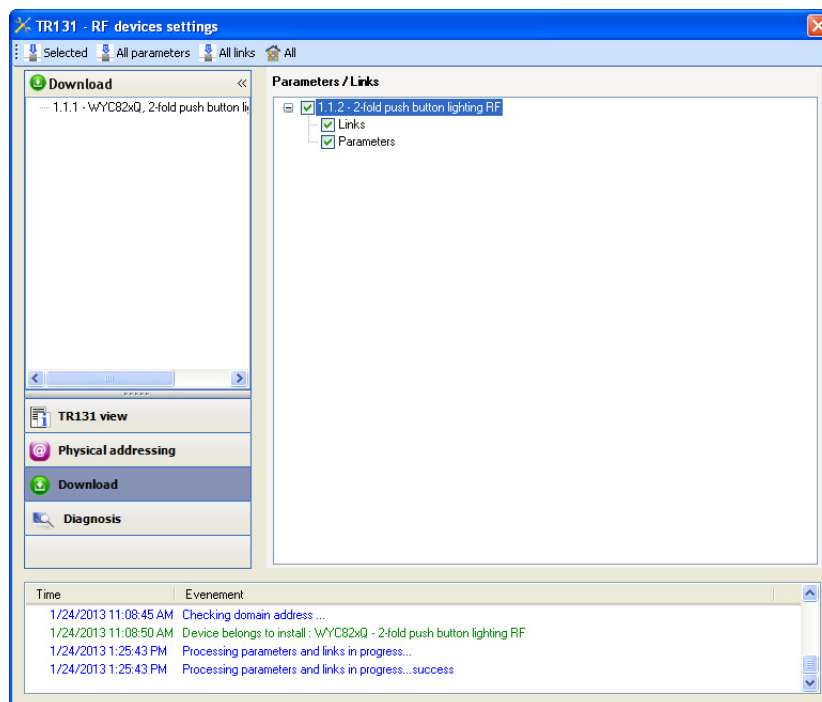 TR131 - RF devices settings
Selected All parameters All links All
Download «
1.1.1 - WYC82xQ, 2-fold push button
TR131 view
Physical addressing
Download
Diagnosis
Parameters / Links
1.1.2 - 2-fold push button lighting RF
Links
Parameters
Time Evenement
1/24/2013 11:08:45 AM Checking domain address ...
1/24/2013 11:08:50 AM Device belongs to install : WYC82xQ - 2-fold push button lighting RF
1/24/2013 1:25:43 PM Processing parameters and links in progress...
1/24/2013 1:25:43 PM Processing parameters and links in progress...success